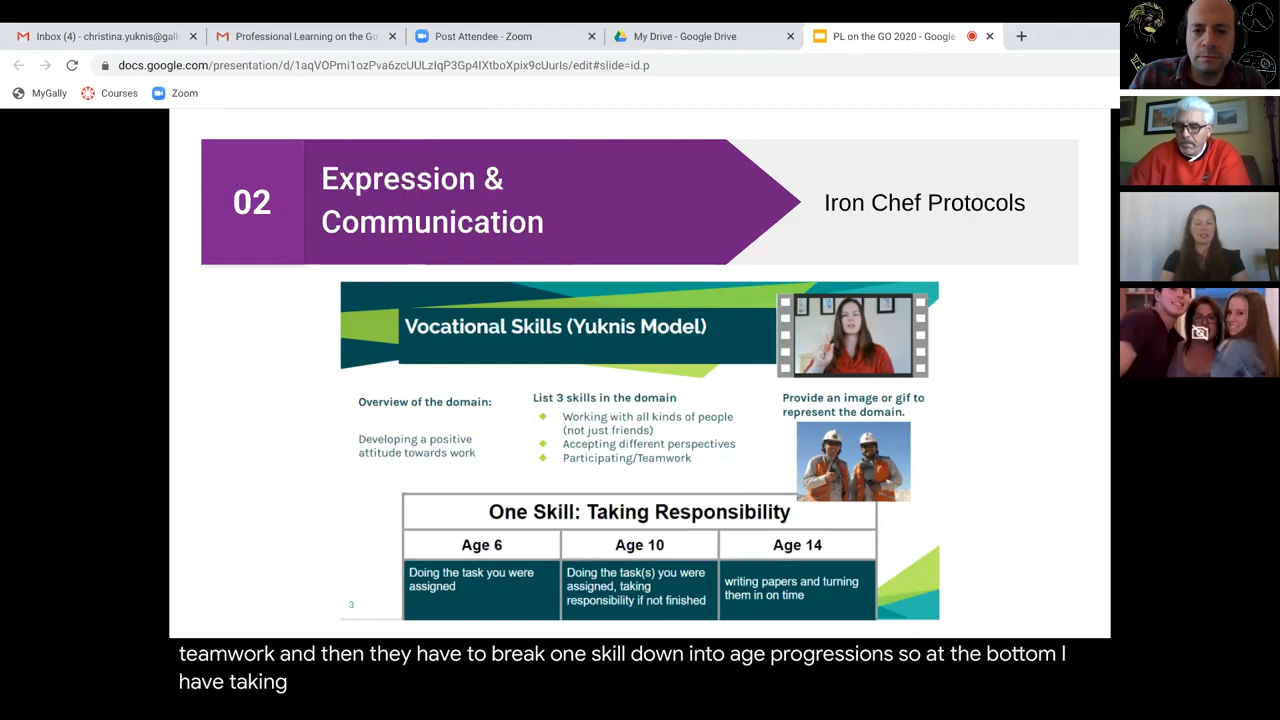 Inbox (4) - christina.yuknis@gall
Professional Learning on the Go
Post Attendee - Zoom
My Drive - Google Drive
PL on the GO 2020 - Google
docs.google.com/presentation/d/1aqVOPmi1ozPva6zcUULzIqP3Gp4IXtboXpix9cUurIs/edit#slide=id.p
MyGally
Courses
Zoom
02
Expression &
Communication
Iron Chef Protocols
Vocational Skills (Yuknis Model)
Overview of the domain:
Developing a positive
attitude towards work
List 3 skills in the domain
Working with all kinds of people
(not just friends)
Accepting different perspectives
Participating/Teamwork
Provide an image or gif to
represent the domain.
One Skill: Taking Responsibility
Age 6
Age 10
Age 14
Doing the task you were
assigned
Doing the task(s) you were
assigned, taking
responsibility if not finished
writing papers and turning
them in on time
3
teamwork and then they have to break one skill down into age progressions so at the bottom I
have taking